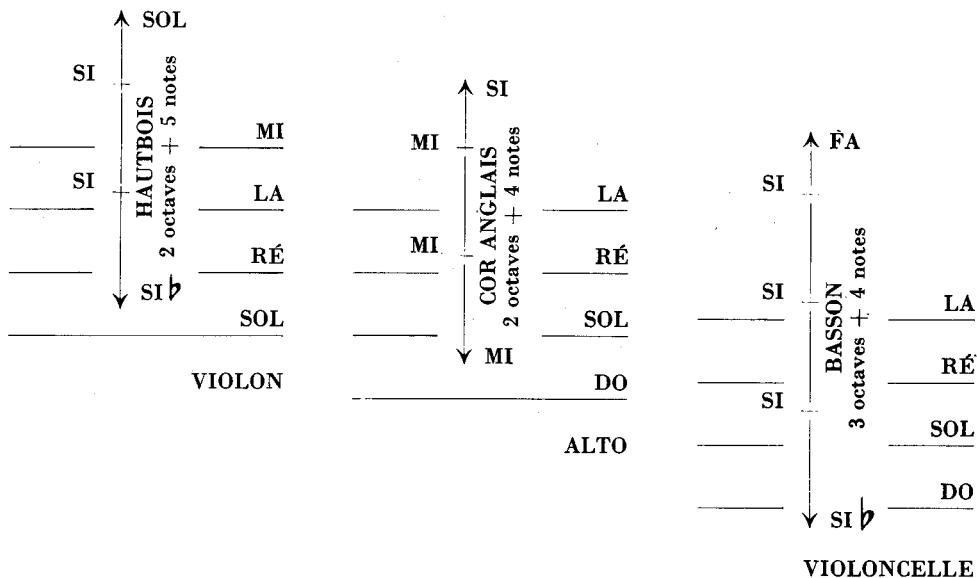 SOL
SI
MI
SI
LA
RÉ
SI ♭
SOL
HAUTBOIS
2 octaves + 5 notes
VIOLON
SI
MI
LA
MI
RÉ
SOL
MI
DO
COR ANGLAIS
2 octaves + 4 notes
ALTO
FA
SI
SI
LA
RÉ
SI
SOL
DO
SI ♭
BASSON
3 octaves + 4 notes
VIOLONCELLE